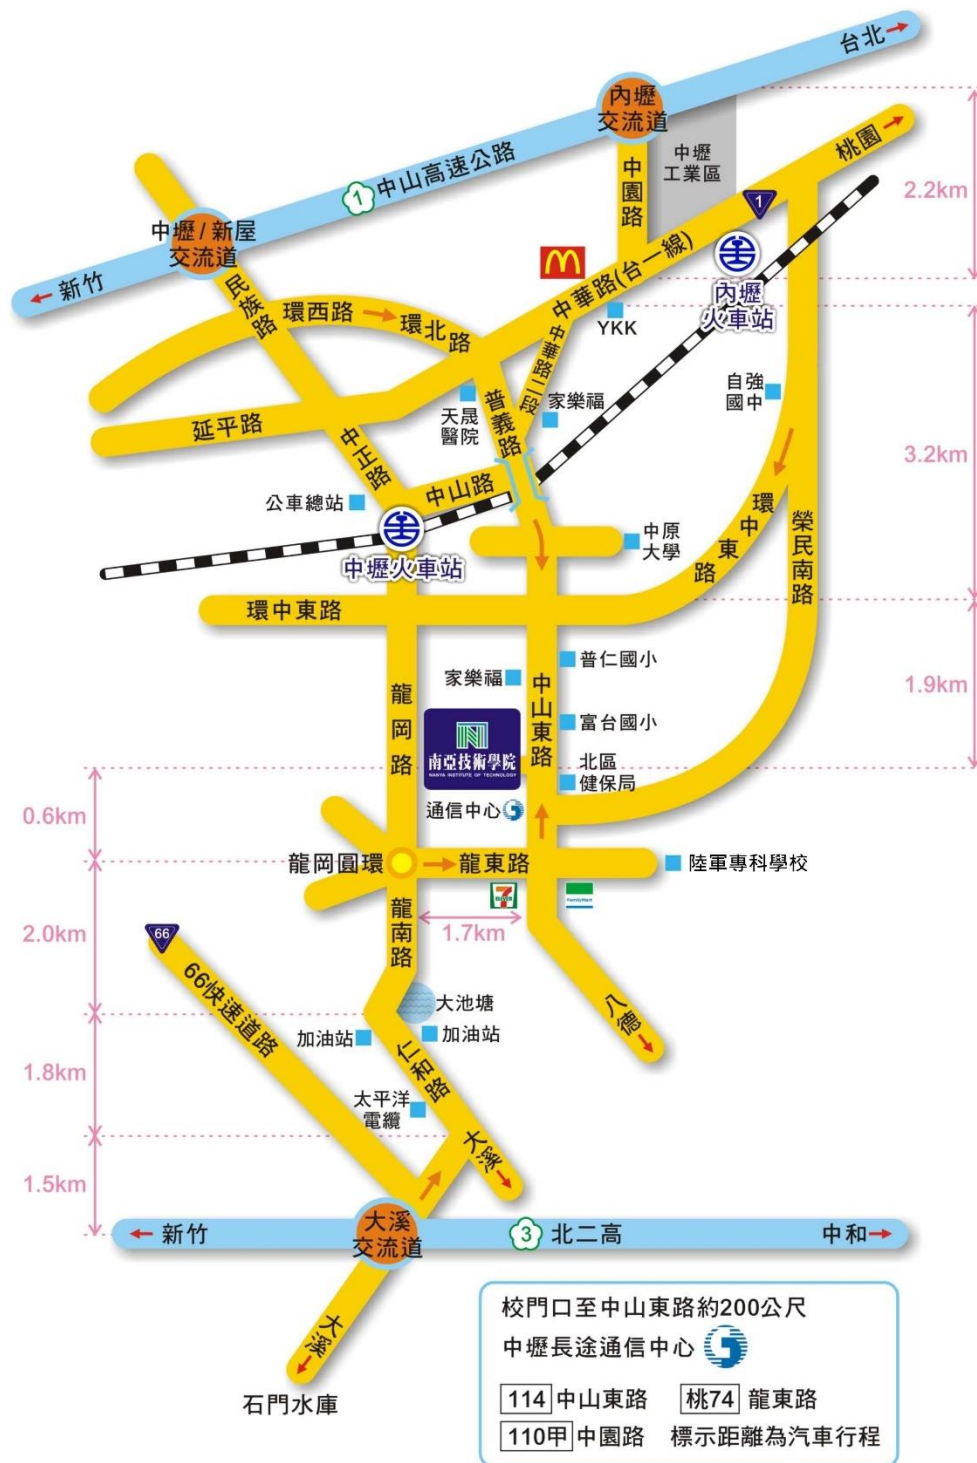 台北
內壢
交流道
中壢
工業區
桃園
中園路
1
中山高速公路
1
2.2km
中壢/新屋
交流道
新竹
民族路
環西路
環北路
中華路(台一線)
內壢
火車站
YKK
中華路二段
自強
國中
延平路
天晟
醫院
普義路
家樂福
3.2km
中正路
公車總站
中山路
中原
大學
環中東路
榮民南路
中壢火車站
環中東路
普仁國小
家樂福
中山東路
龍岡路
1.9km
富台國小
南亞技術學院
NANYA INSTITUTE OF TECHNOLOGY
北區
健保局
0.6km
通信中心
龍岡圓環
龍東路
陸軍專科學校
7
ELEVEN
FamilyMart
龍南路
1.7km
2.0km
66
66快速道路
大池塘
八德
加油站
加油站
仁和路
1.8km
太平洋
電纜
大溪
1.5km
新竹
大溪
交流道
3
北二高
中和
大溪
石門水庫
校門口至中山東路約200公尺
中壢長途通信中心
114 中山東路 桃74 龍東路
110甲 中園路 標示距離為汽車行程